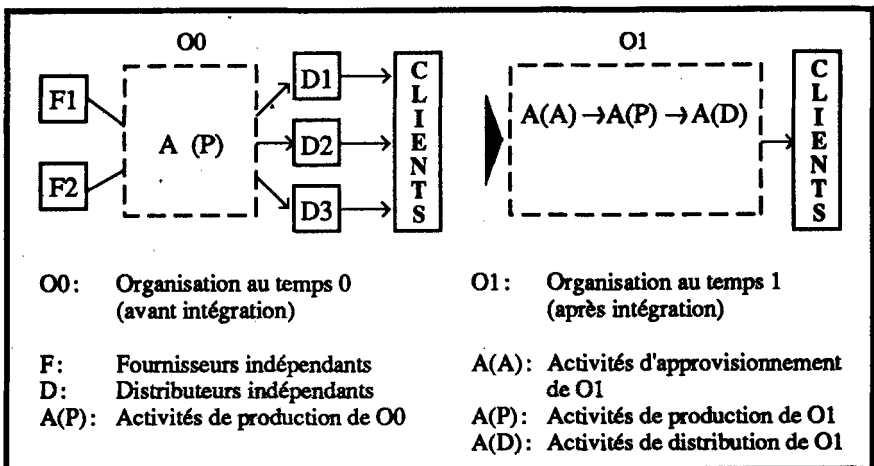 O0
F1
F2
A (P)
D1
D2
D3
CLIENTS
O1
A(A) →A(P) →A(D)
CLIENTS
O0: Organisation au temps 0
(avant intégration)
F: Fournisseurs indépendants
D: Distributeurs indépendants
A(P): Activités de production de O0
O1: Organisation au temps 1
(après intégration)
A(A): Activités d'approvisionnement
de O1
A(P): Activités de production de O1
A(D): Activités de distribution de O1